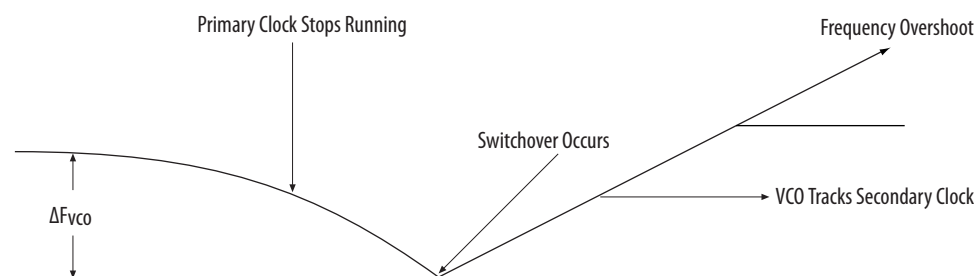 Primary Clock Stops Running
Frequency Overshoot
Switchover Occurs
VCO Tracks Secondary Clock
ΔFvco